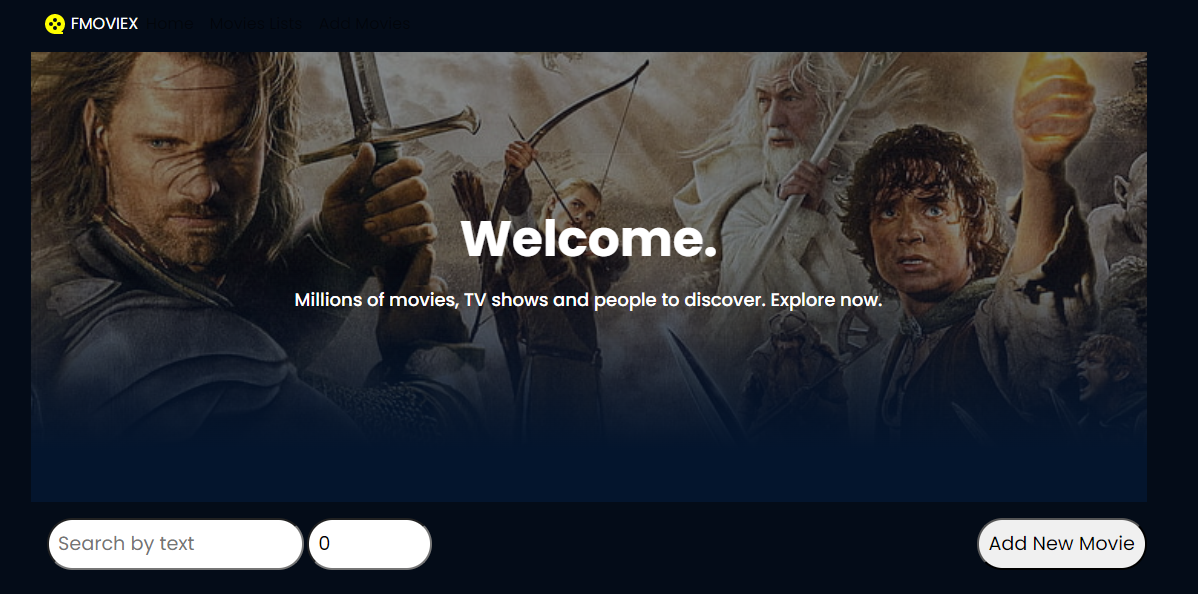 FMOVIEX Home Movies Lists Add Movies
Welcome.
Millions of movies, TV shows and people to discover. Explore now.
Search by text 0 Add New Movie